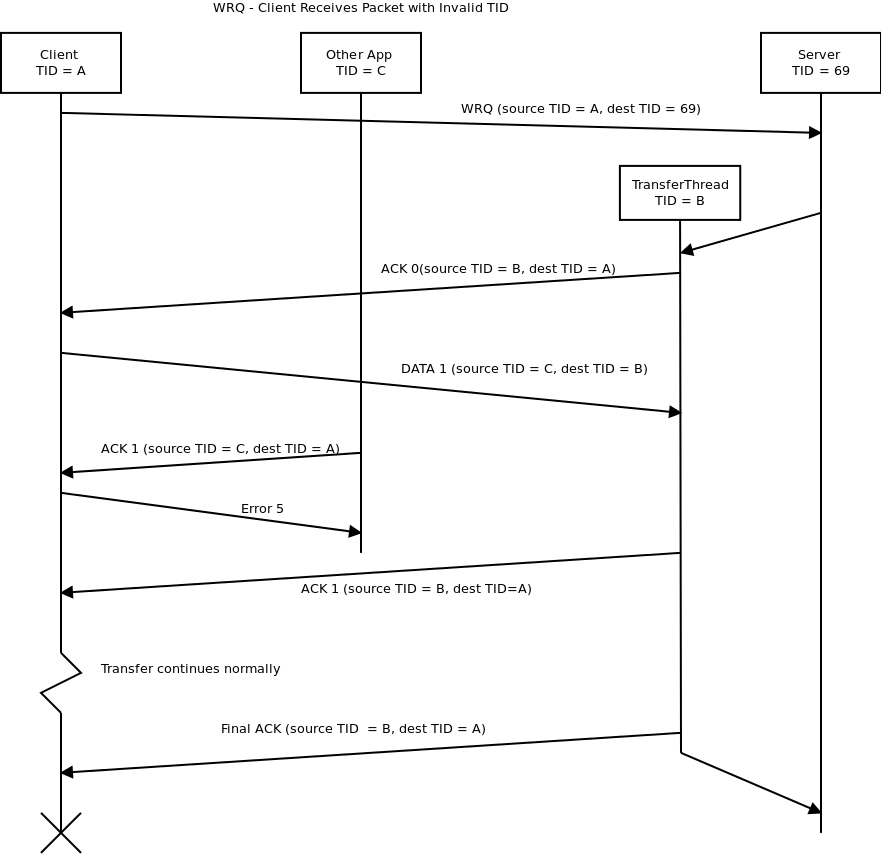 WRQ - Client Receives Packet with Invalid TID
Client
TID = A
Other App
TID = C
Server
TID = 69
WRQ (source TID = A, dest TID = 69)
TransferThread
TID = B
ACK 0(source TID = B, dest TID = A)
DATA 1 (source TID = C, dest TID = B)
ACK 1 (source TID = C, dest TID = A)
Error 5
ACK 1 (source TID = B, dest TID=A)
Transfer continues normally
Final ACK (source TID  = B, dest TID = A)